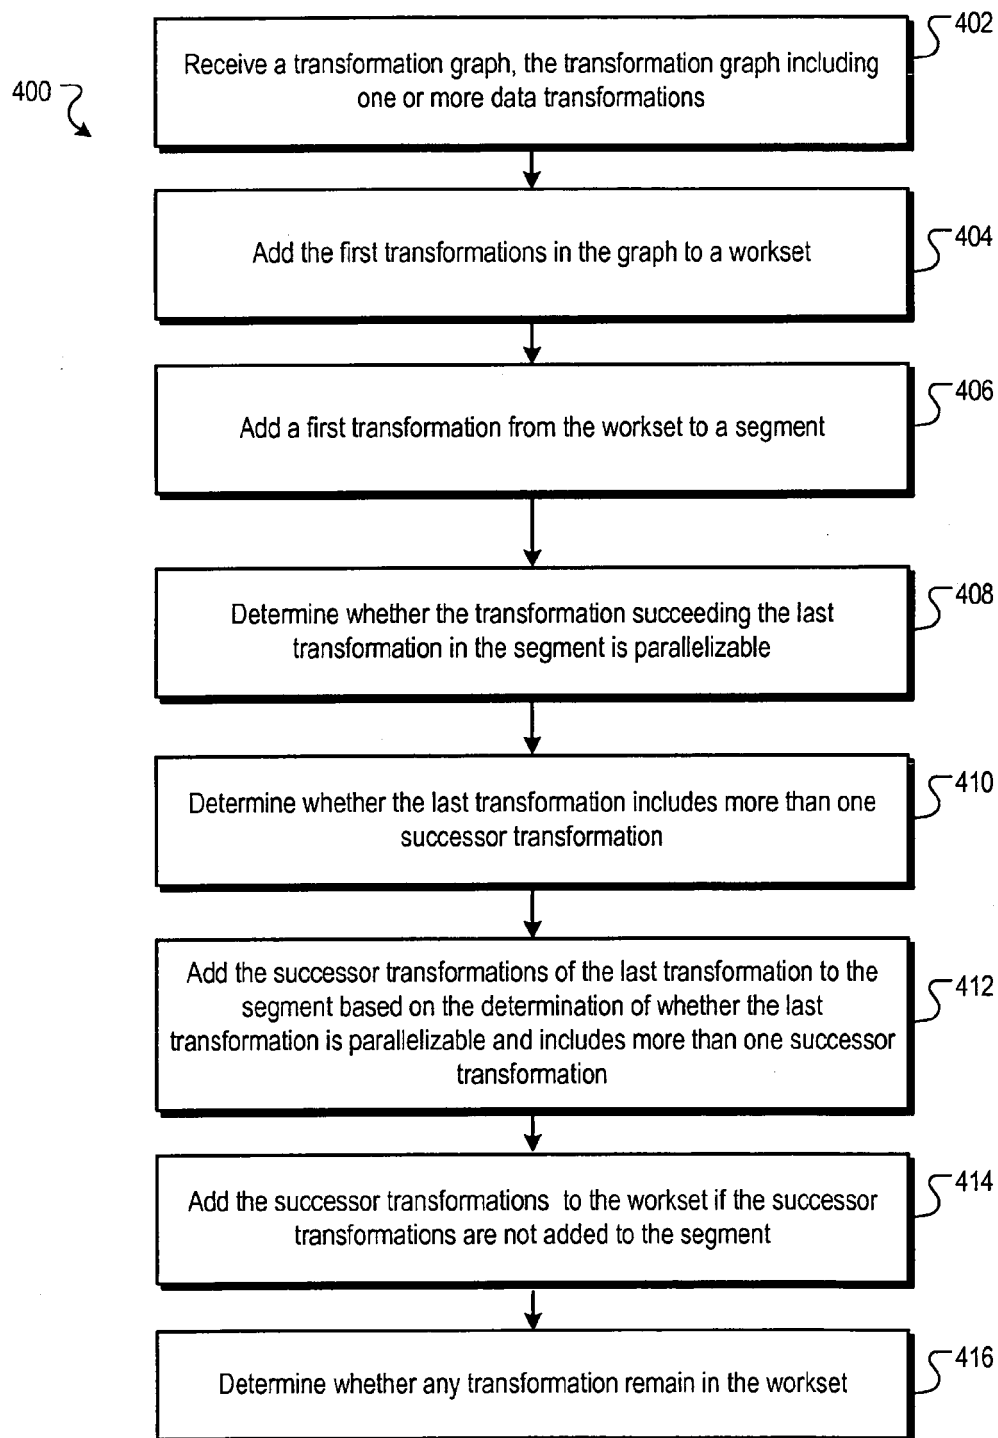 402
Receive a transformation graph, the transformation graph including
one or more data transformations
400
Add the first transformations in the graph to a workset
404
Add a first transformation from the workset to a segment
406
Determine whether the transformation succeeding the last
transformation in the segment is parallelizable
408
Determine whether the last transformation includes more than one
successor transformation
410
Add the successor transformations of the last transformation to the
segment based on the determination of whether the last
transformation is parallelizable and includes more than one successor
transformation
412
Add the successor transformations to the workset if the successor
transformations are not added to the segment
414
Determine whether any transformation remain in the workset
416